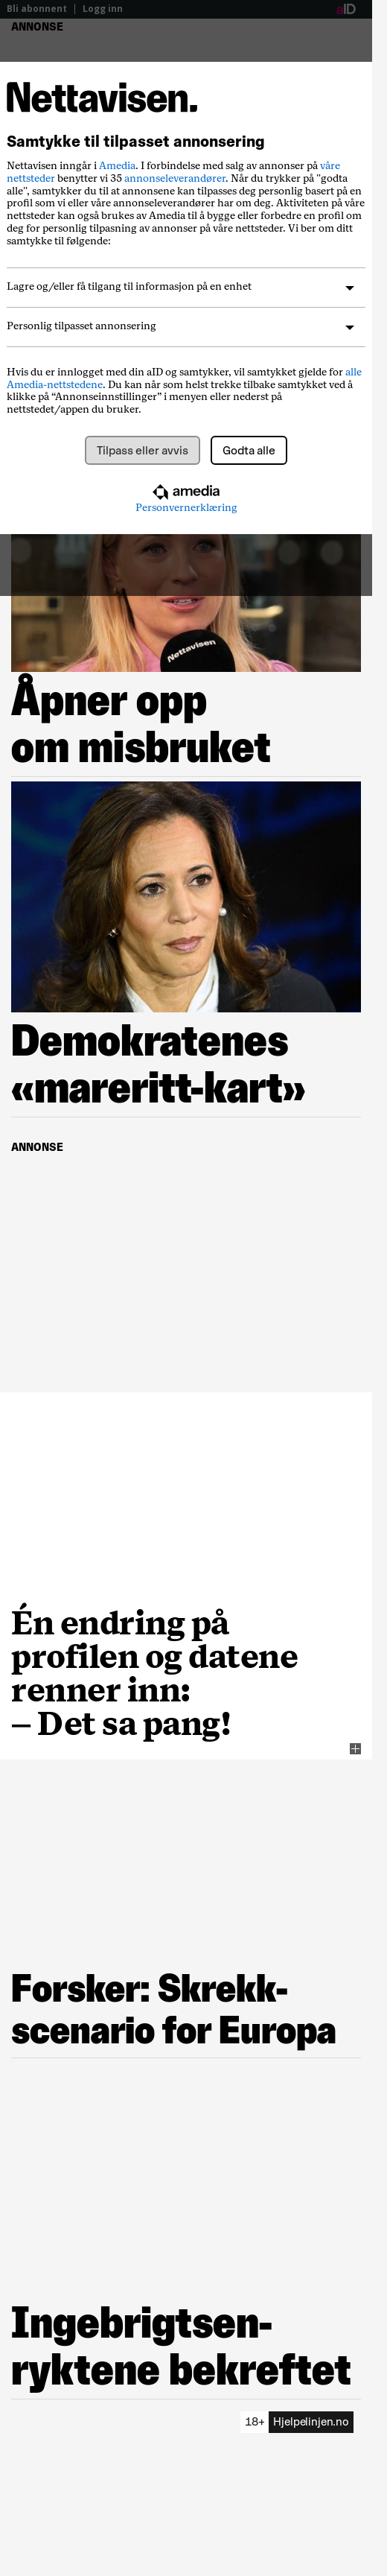 Bli abonnent | Logg inn
aID
ANNONSE
Nettavisen.
Samtykke til tilpasset annonsering
Nettavisen inngår i Amedia. I forbindelse med salg av annonser på våre
nettsteder benytter vi 35 annonseleverandører. Når du trykker på "godta
alle", samtykker du til at annonsene kan tilpasses deg personlig basert på en
profil som vi eller våre annonseleverandører har om deg. Aktiviteten på våre
nettsteder kan også brukes av Amedia til å bygge eller forbedre en profil om
deg for personlig tilpasning av annonser på våre nettsteder. Vi ber om ditt
samtykke til følgende:
Lagre og/eller få tilgang til informasjon på en enhet
Personlig tilpasset annonsering
Hvis du er innlogget med din aID og samtykker, vil samtykket gjelde for alle
Amedia-nettstedene. Du kan når som helst trekke tilbake samtykket ved å
klikke på “Annonseinnstillinger” i menyen eller nederst på
nettstedet/appen du bruker.
Tilpass eller avvis
Godta alle
amedia
Personvernerklæring
Nettavisen
Åpner opp
om misbruket
Demokratenes
«mareritt-kart»
ANNONSE
Én endring på
profilen og datene
renner inn:
– Det sa pang!
Forsker: Skrekk-
scenario for Europa
Ingebrigtsen-
ryktene bekreftet
18+ Hjelpelinjen.no